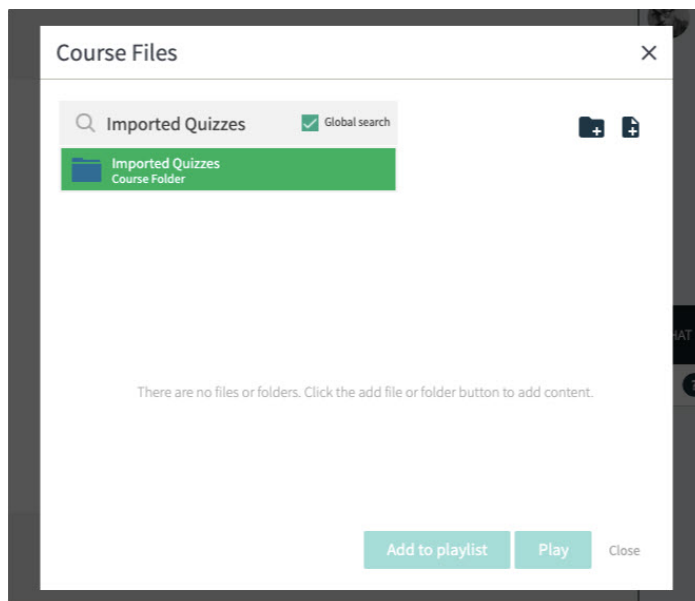 Course Files
Imported Quizzes
Global search
Imported Quizzes
Course Folder
There are no files or folders. Click the add file or folder button to add content.
Add to playlist
Play
Close